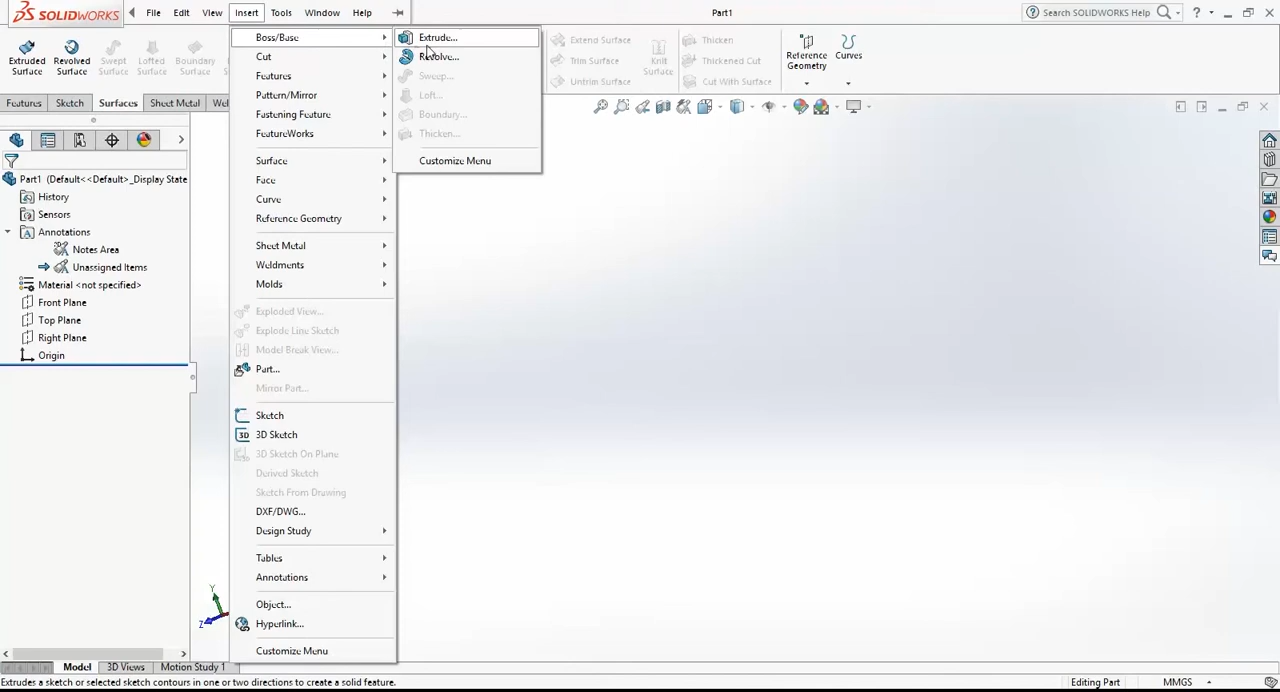 SOLIDWORKS
File Edit View Insert Tools Window Help
Part1
Search SOLIDWORKS Help
Extruded Surface
Revolved Surface
Swept Surface
Lofted Surface
Boundary Surface
Extend Surface
Trim Surface
Untrim Surface
Knit Surface
Thicken
Thickened Cut
Cut With Surface
Reference Geometry
Curves
Features Sketch Surfaces Sheet Metal
Part1 (Default<<Default>_Display State
History
Sensors
Annotations
Notes Area
Unassigned Items
Material <not specified>
Front Plane
Top Plane
Right Plane
Origin
Boss/Base
Cut
Features
Pattern/Mirror
Fastening Feature
FeatureWorks
Surface
Face
Curve
Reference Geometry
Sheet Metal
Weldments
Molds
Exploded View...
Explode Line Sketch
Model Break View...
Part...
Mirror Part...
Sketch
3D Sketch
3D Sketch On Plane
Derived Sketch
Sketch From Drawing
DXF/DWG...
Design Study
Tables
Annotations
Object...
Hyperlink...
Customize Menu
Extrude...
Revolve...
Sweep...
Loft...
Boundary...
Thicken...
Customize Menu
Y
Z
Model 3D Views Motion Study 1
Extrudes a sketch or selected sketch contours in one or two directions to create a solid feature.
Editing Part
MMGS